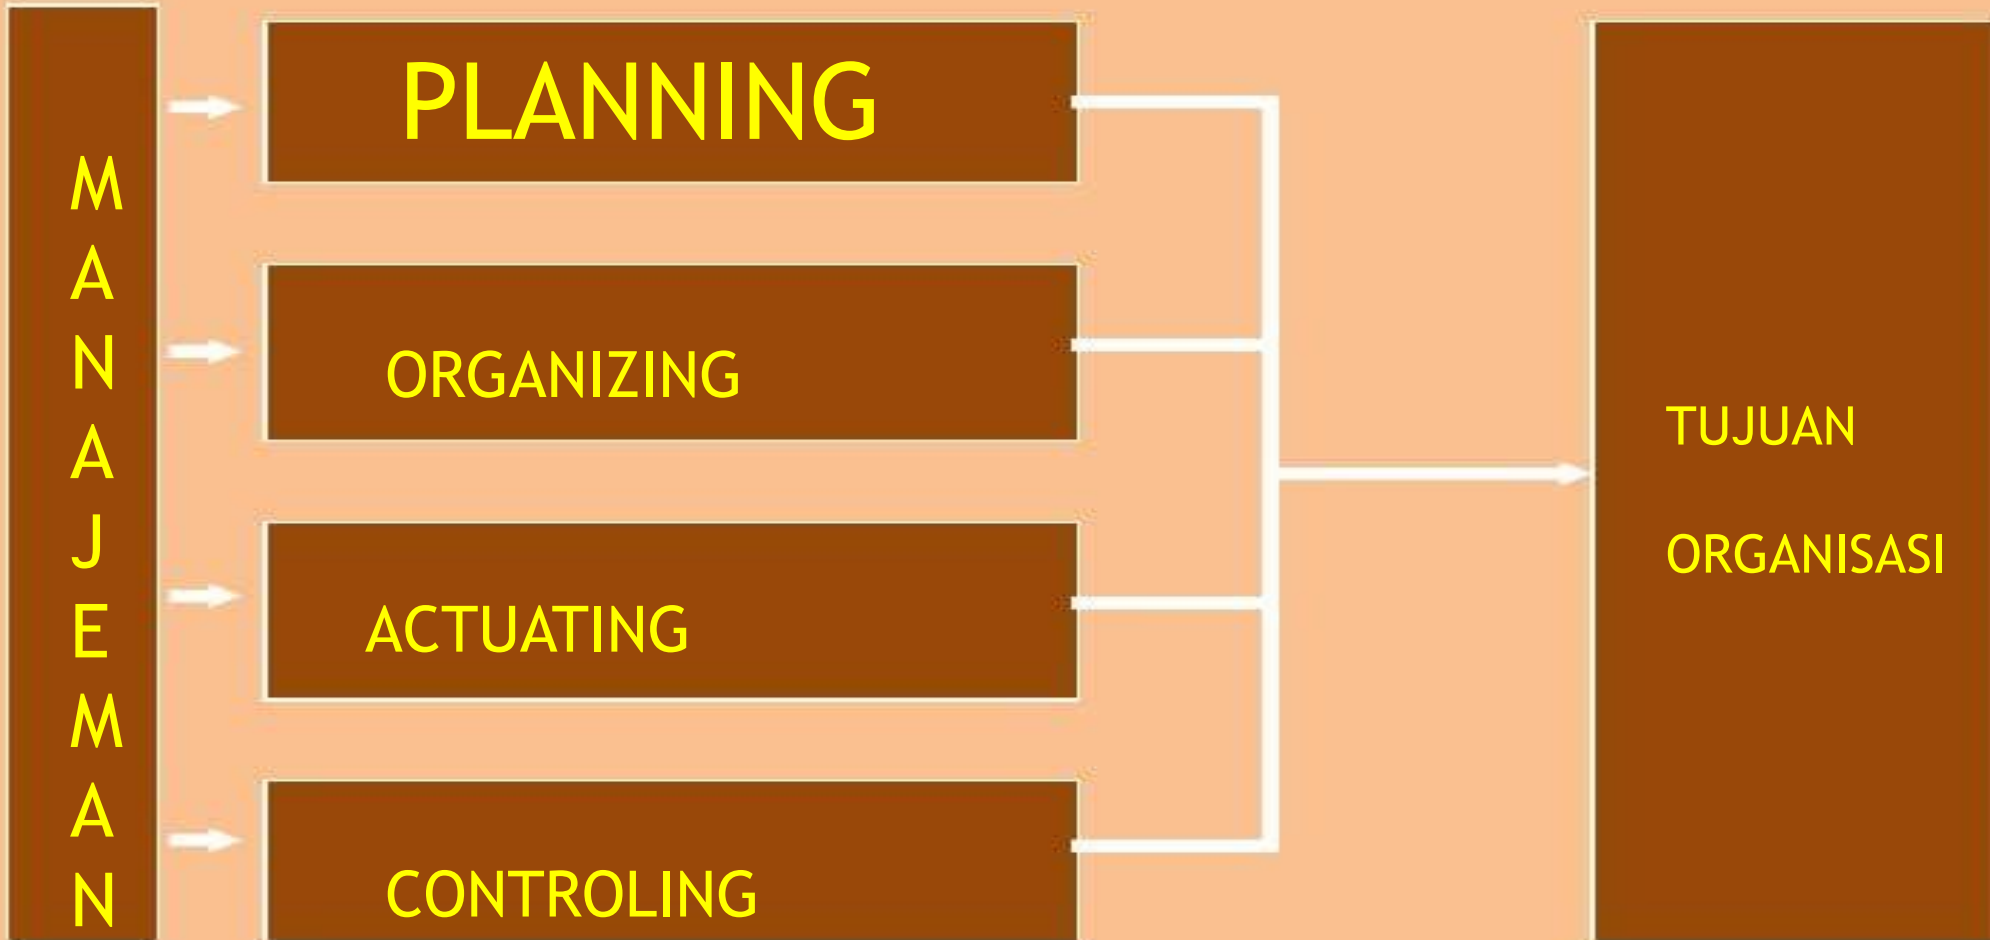 MANAJEMAN
PLANNING
ORGANIZING
ACTUATING
CONTROLING
TUJUAN
ORGANISASI